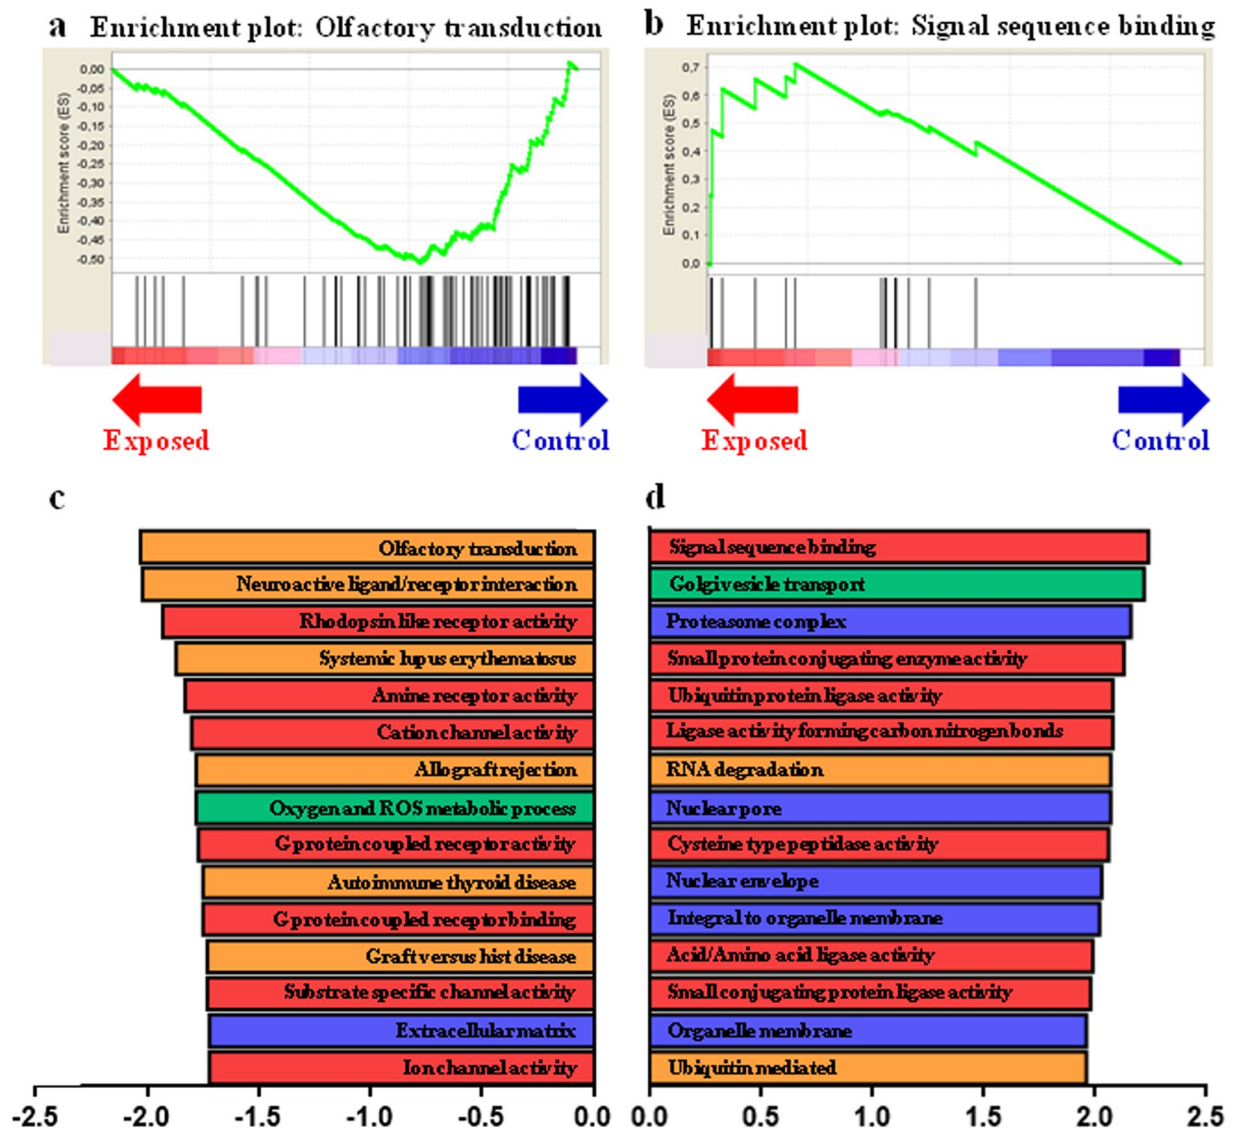 a Enrichment plot: Olfactory transduction
Enrichment score (ES)
0,00
-0,05
-0,10
-0,15
-0,20
-0,25
-0,30
-0,35
-0,40
-0,45
-0,50
Exposed
Control
b Enrichment plot: Signal sequence binding
Enrichment score (ES)
0,7
0,6
0,5
0,4
0,3
0,2
0,1
0,0
Exposed
Control
c
Olfactory transduction
Neuroactive ligand/receptor interaction
Rhodopsin like receptor activity
Systemic lupus erythematosus
Amine receptor activity
Cation channel activity
Allograft rejection
Oxygen and ROS metabolic process
G protein coupled receptor activity
Autoimmune thyroid disease
G protein coupled receptor binding
Graft versus hist disease
Substrate specific channel activity
Extracellular matrix
Ion channel activity
-2.5 -2.0 -1.5 -1.0 -0.5 0.0
d
Signal sequence binding
Golgi vesicle transport
Proteasome complex
Small protein conjugating enzyme activity
Ubiquitin protein ligase activity
Ligase activity forming carbon nitrogen bonds
RNA degradation
Nuclear pore
Cysteine type peptidase activity
Nuclear envelope
Integral to organelle membrane
Acid/Amino acid ligase activity
Small conjugating protein ligase activity
Organelle membrane
Ubiquitin mediated
0.0 0.5 1.0 1.5 2.0 2.5